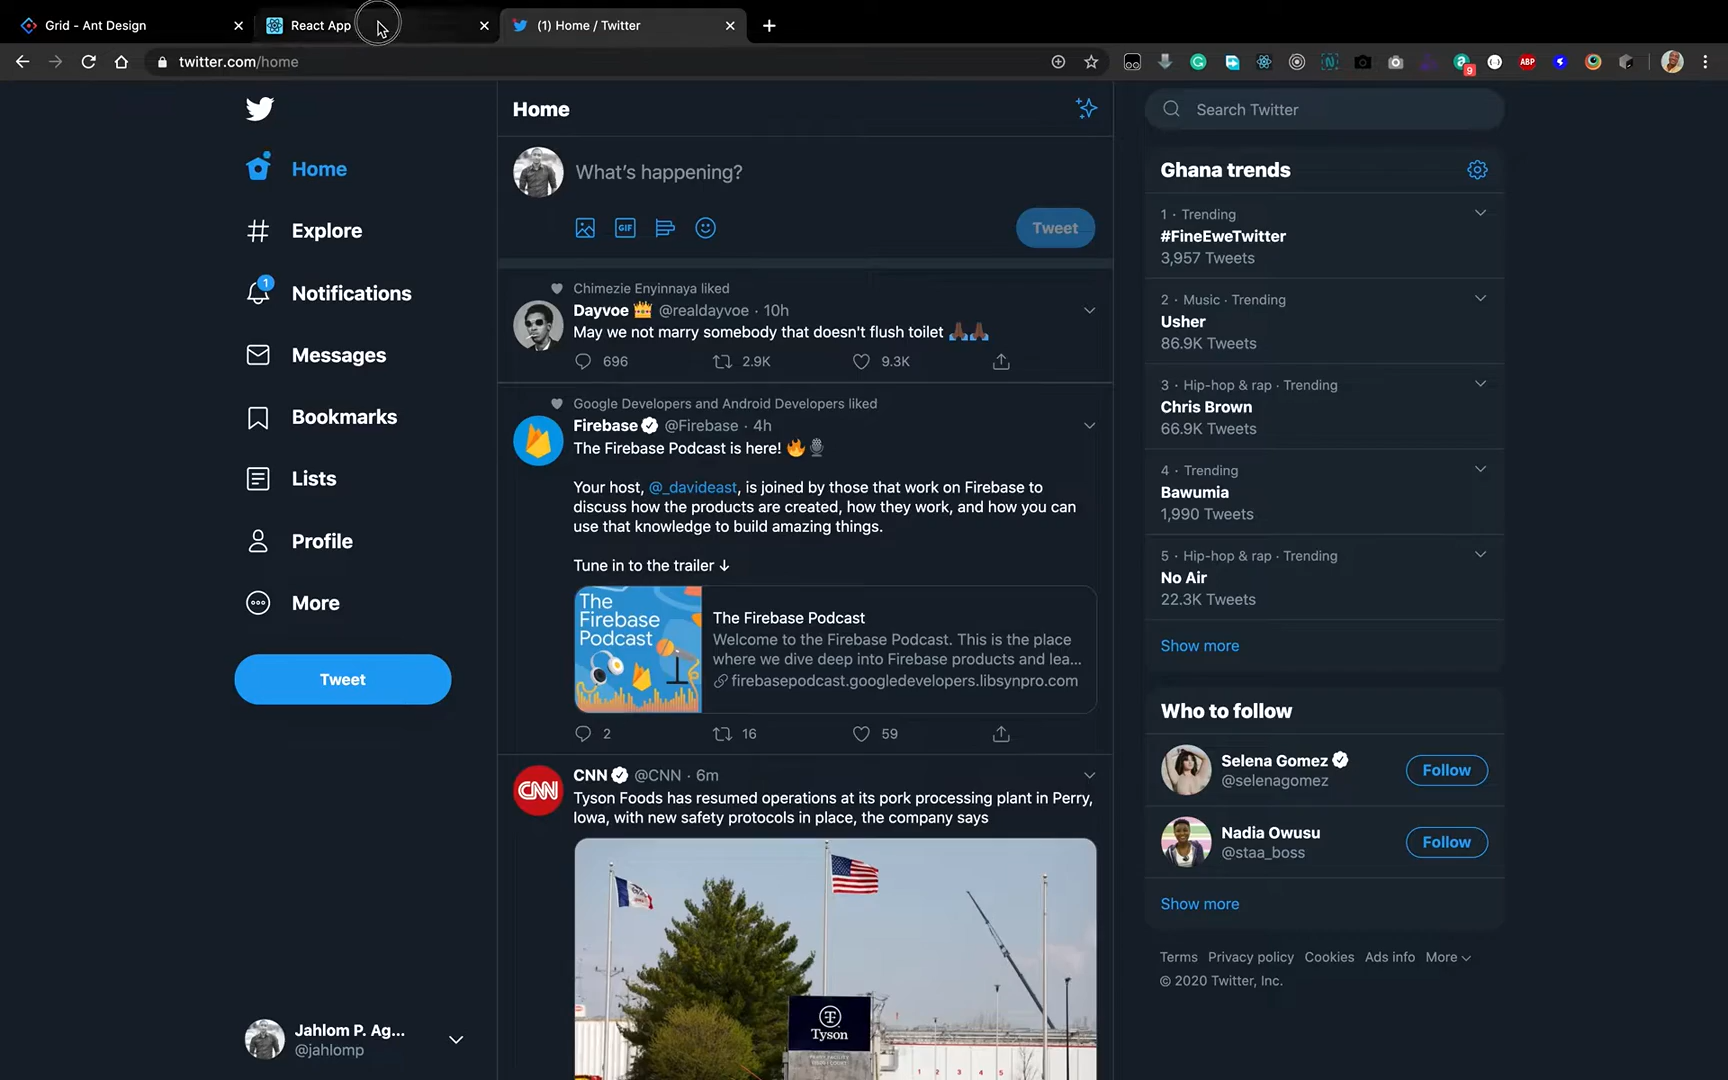 Grid - Ant Design
React App
(1) Home / Twitter
twitter.com/home
9
ABP
Home
Explore
1
Notifications
Messages
Bookmarks
Lists
Profile
More
Tweet
Jahlom P. Ag...
@jahlomp
Home
What's happening?
GIF
Tweet
Chimezie Enyinnaya liked
Dayvoe 👑 @realdayvoe · 10h
May we not marry somebody that doesn't flush toilet 🙏🏿🙏🏿
696 2.9K 9.3K
Google Developers and Android Developers liked
Firebase @Firebase · 4h
The Firebase Podcast is here! 🔥🎙
Your host, @_davideast, is joined by those that work on Firebase to
discuss how the products are created, how they work, and how you can
use that knowledge to build amazing things.
Tune in to the trailer ↓
The
Firebase
Podcast
The Firebase Podcast
Welcome to the Firebase Podcast. This is the place
where we dive deep into Firebase products and lea...
firebasepodcast.googledevelopers.libsynpro.com
2 16 59
CNN @CNN · 6m
CNN
Tyson Foods has resumed operations at its pork processing plant in Perry,
Iowa, with new safety protocols in place, the company says
Tyson
1 2 3 4 5
Search Twitter
Ghana trends
1 · Trending
#FineEweTwitter
3,957 Tweets
2 · Music · Trending
Usher
86.9K Tweets
3 · Hip-hop & rap · Trending
Chris Brown
66.9K Tweets
4 · Trending
Bawumia
1,990 Tweets
5 · Hip-hop & rap · Trending
No Air
22.3K Tweets
Show more
Who to follow
Selena Gomez
@selenagomez
Follow
Nadia Owusu
@staa_boss
Follow
Show more
Terms Privacy policy Cookies Ads info More
© 2020 Twitter, Inc.